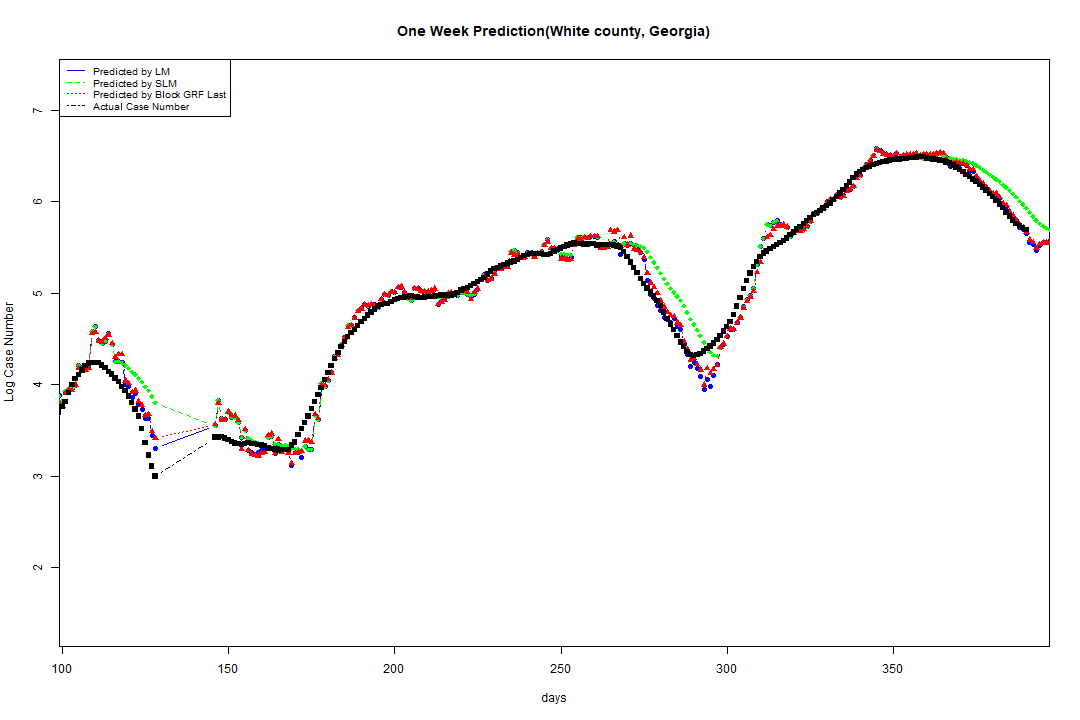 One Week Prediction(White county, Georgia)
Predicted by LM
Predicted by SLM
Predicted by Block GRF Last
Actual Case Number
7
6
5
4
3
2
Log Case Number
100 150 200 250 300 350
days